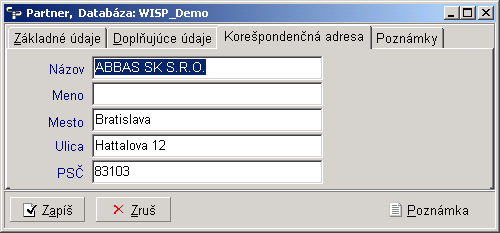 Partner, Databáza: WISP_Demo
Základné údaje Doplňujúce údaje Korešpondenčná adresa Poznámky
Názov ABBAS SK S.R.O.
Meno
Mesto Bratislava
Ulica Hattalova 12
PSČ 83103
Zapíš Zruš Poznámka